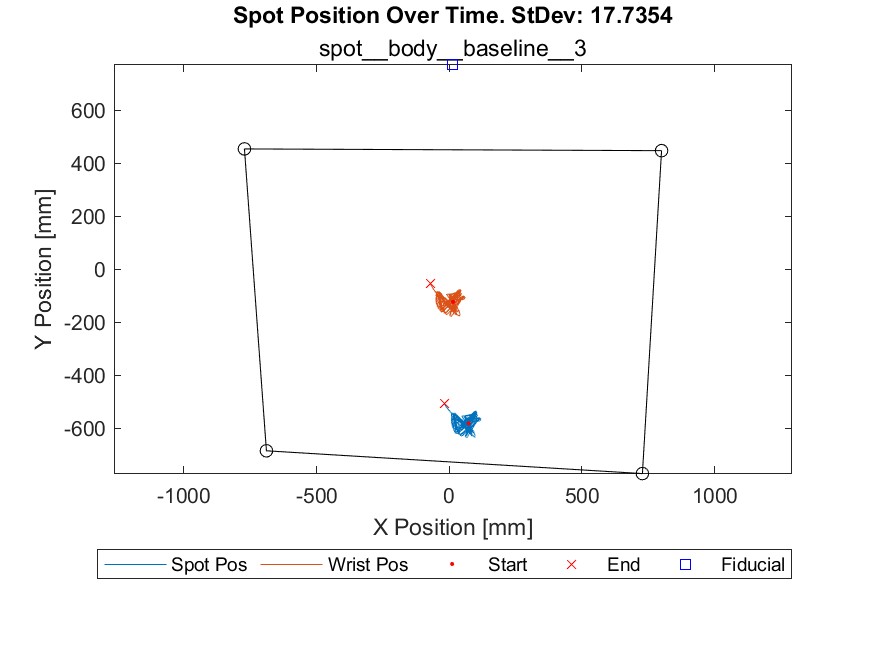 Spot Position Over Time. StDev: 17.7354
spot__body__baseline__3
600
400
200
0
-200
-400
-600
Y Position [mm]
-1000 -500 0 500 1000
X Position [mm]
Spot Pos Wrist Pos Start End Fiducial